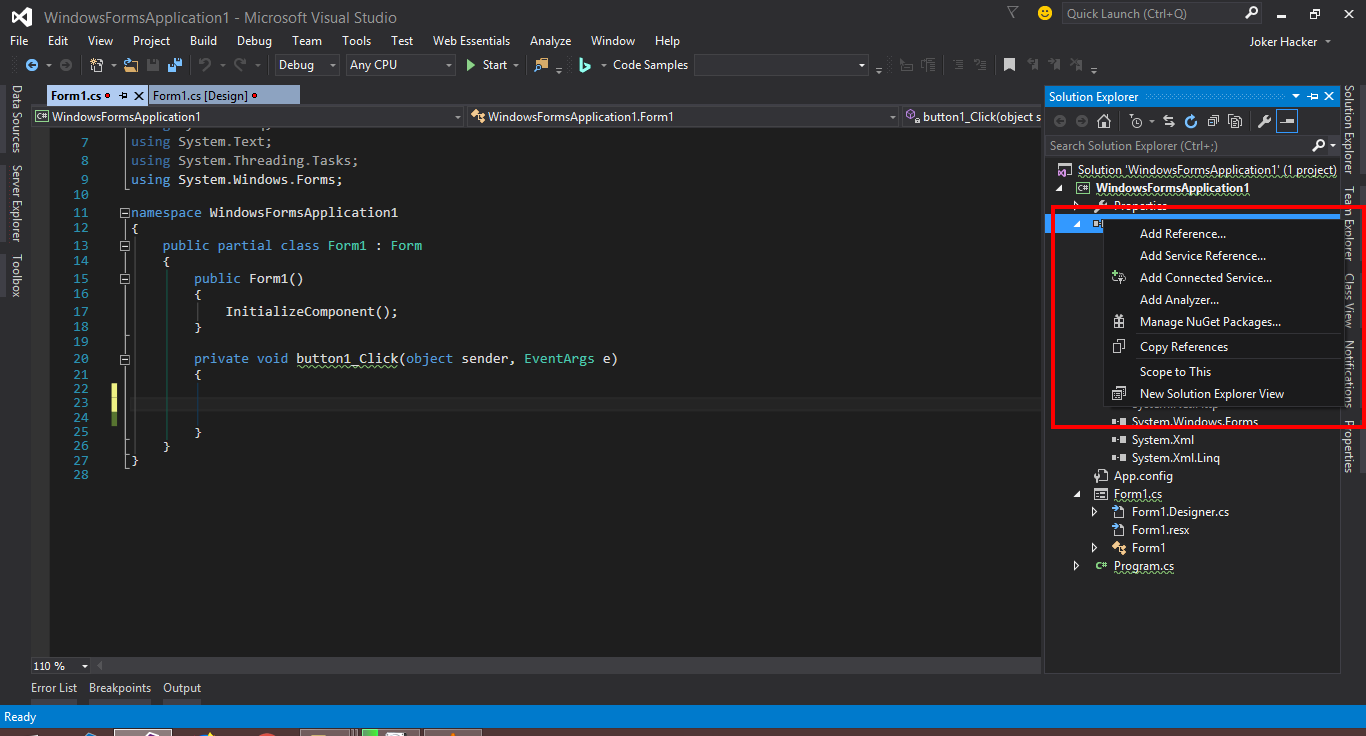 WindowsFormsApplication1 - Microsoft Visual Studio
Quick Launch (Ctrl+Q)
File Edit View Project Build Debug Team Tools Test Web Essentials Analyze Window Help
Joker Hacker
Debug Any CPU Start Code Samples
Data Sources
Server Explorer
Toolbox
Form1.cs Form1.cs [Design]
WindowsFormsApplication1 WindowsFormsApplication1.Form1 button1_Click(object s
7 using System.Text;
8 using System.Threading.Tasks;
9 using System.Windows.Forms;
10
11 namespace WindowsFormsApplication1
12 {
13 public partial class Form1 : Form
14 {
15 public Form1()
16 {
17 InitializeComponent();
18 }
19
20 private void button1_Click(object sender, EventArgs e)
21 {
22
23
24
25 }
26 }
27 }
28
110 %
Solution Explorer
Search Solution Explorer (Ctrl+;)
Solution 'WindowsFormsApplication1' (1 project)
C# WindowsFormsApplication1
Properties
Add Reference...
Add Service Reference...
Add Connected Service...
Add Analyzer...
Manage NuGet Packages...
Copy References
Scope to This
New Solution Explorer View
System.Windows.Forms
System.Xml
System.Xml.Linq
App.config
Form1.cs
Form1.Designer.cs
Form1.resx
Form1
C# Program.cs
Solution Explorer
Team Explorer
Class View
Notifications
Properties
Error List Breakpoints Output
Ready